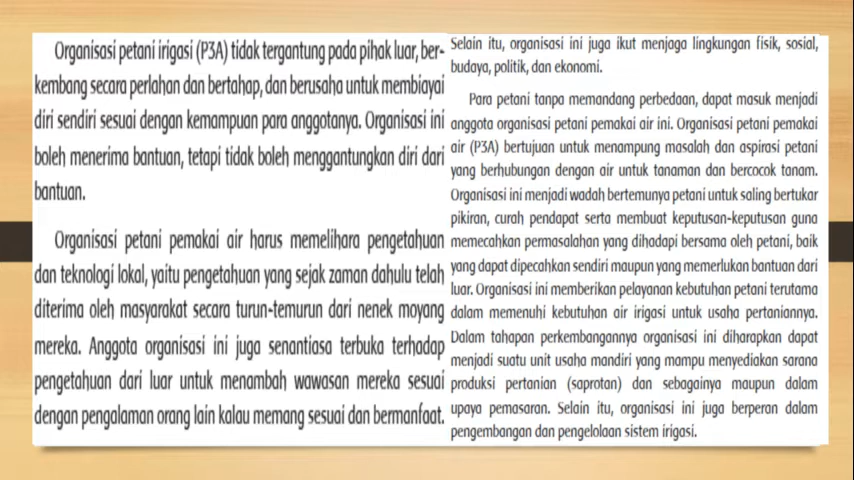 Organisasi petani irigasi (P3A) tidak tergantung pada pihak luar, ber-
kembang secara perlahan dan bertahap, dan berusaha untuk membiayai
diri sendiri sesuai dengan kemampuan para anggotanya. Organisasi ini
boleh menerima bantuan, tetapi tidak boleh menggantungkan diri dari
bantuan.
Organisasi petani pemakai air harus memelihara pengetahuan
dan teknologi lokal, yaitu pengetahuan yang sejak zaman dahulu telah
diterima oleh masyarakat secara turun-temurun dari nenek moyang
mereka. Anggota organisasi ini juga senantiasa terbuka terhadap
pengetahuan dari luar untuk menambah wawasan mereka sesuai
dengan pengalaman orang lain kalau memang sesuai dan bermanfaat.
Selain itu, organisasi ini juga ikut menjaga lingkungan fisik, sosial,
budaya, politik, dan ekonomi.
Para petani tanpa memandang perbedaan, dapat masuk menjadi
anggota organisasi petani pemakai air ini. Organisasi petani pemakai
air (P3A) bertujuan untuk menampung masalah dan aspirasi petani
yang berhubungan dengan air untuk tanaman dan bercocok tanam.
Organisasi ini menjadi wadah bertemunya petani untuk saling bertukar
pikiran, curah pendapat serta membuat keputusan-keputusan guna
memecahkan permasalahan yang dihadapi bersama oleh petani, baik
yang dapat dipecahkan sendiri maupun yang memerlukan bantuan dari
luar. Organisasi ini memberikan pelayanan kebutuhan petani terutama
dalam memenuhi kebutuhan air irigasi untuk usaha pertaniannya.
Dalam tahapan perkembangannya organisasi ini diharapkan dapat
menjadi suatu unit usaha mandiri yang mampu menyediakan sarana
produksi pertanian (saprotan) dan sebagainya maupun dalam
upaya pemasaran. Selain itu, organisasi ini juga berperan dalam
pengembangan dan pengelolaan sistem irigasi.